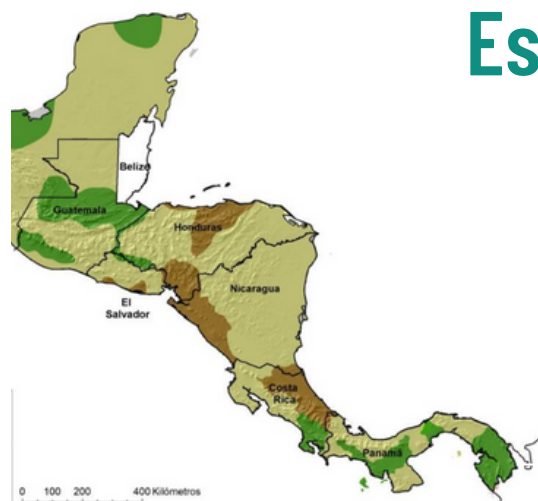 Es
Belize
Guatemala
Honduras
Nicaragua
El
Salvador
Costa
Rica
Panamá
0 100 200 400 Kilómetros